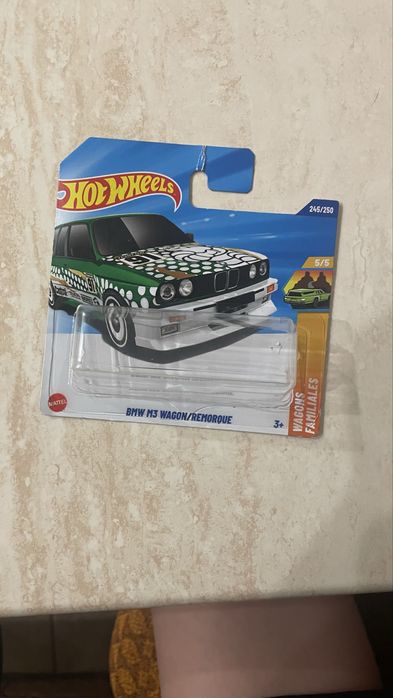 HOT WHEELS
245/250
5/5
WAGONS
FAMILIALES
MATTEL
BMW M3 WAGON/REMORQUE
3+